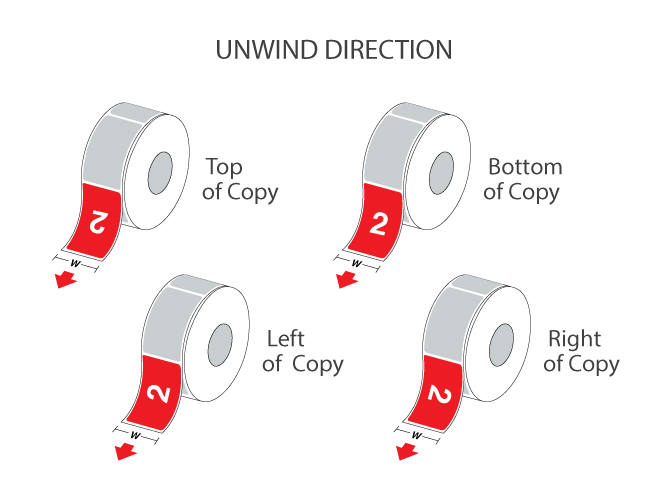 UNWIND DIRECTION
Top
of Copy
2
W
Bottom
of Copy
2
W
Left
of Copy
2
W
Right
of Copy
2
W